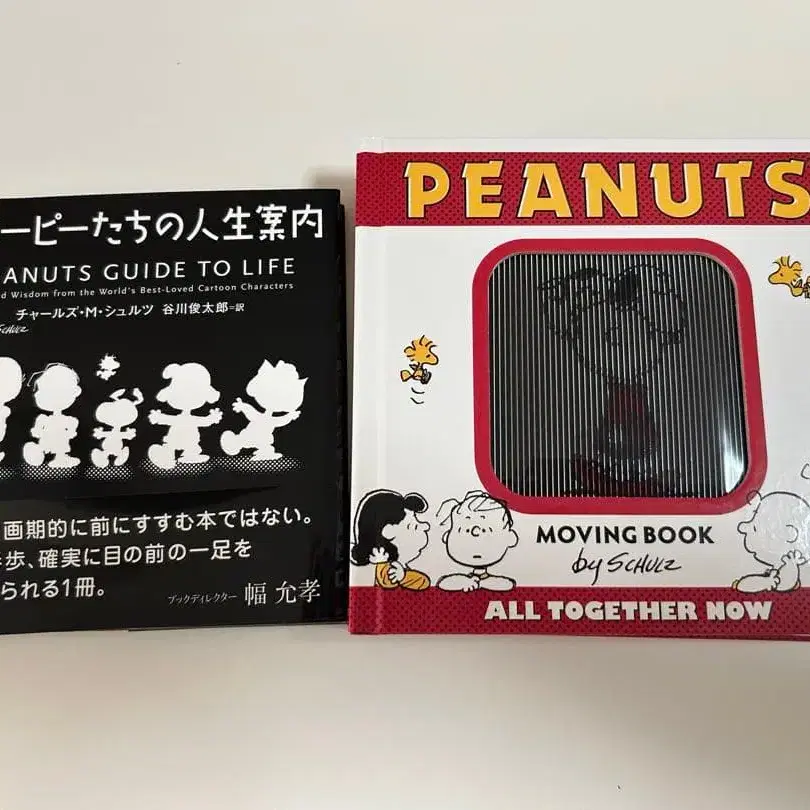 ーピーたちの人生案内
ANUTS GUIDE TO LIFE
d Wisdom from the World's Best-Loved Cartoon Characters
チャールズ・M・シュルツ 谷川俊太郎=訳
SCHULZ
画期的に前にすすむ本ではない。
歩、確実に目の前の一足を
られる1冊。
ブックディレクター 幅 允孝
PEANUTS
MOVING BOOK
by SCHULZ
ALL TOGETHER NOW